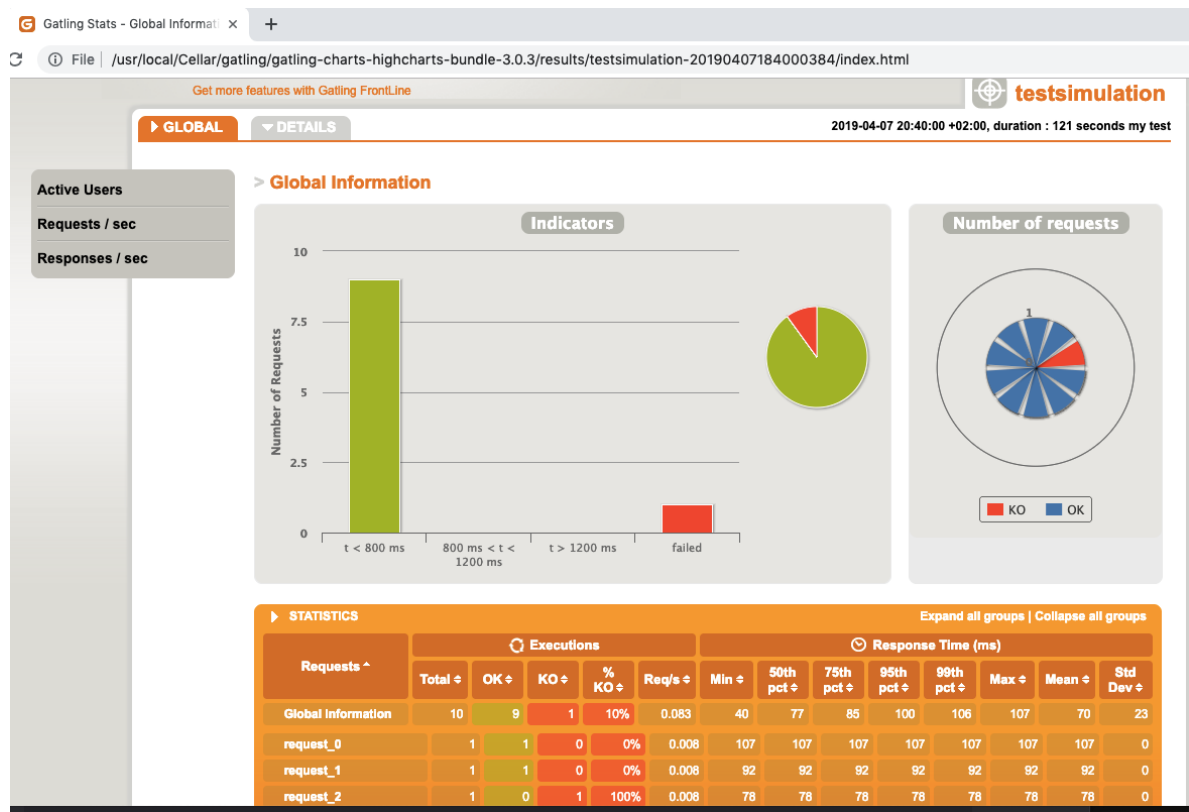 Gatling Stats - Global Informati
File /usr/local/Cellar/gatling/gatling-charts-highcharts-bundle-3.0.3/results/testsimulation-20190407184000384/index.html
Get more features with Gatling FrontLine
testsimulation
GLOBAL
DETAILS
2019-04-07 20:40:00 +02:00, duration : 121 seconds my test
Active Users
Requests / sec
Responses / sec
> Global Information
Indicators
Number of Requests
10
7.5
5
2.5
0
t < 800 ms
800 ms < t <
1200 ms
t > 1200 ms
failed
Number of requests
1
KO OK
STATISTICS
Expand all groups | Collapse all groups
Requests
Executions
Response Time (ms)
Total OK KO % KO Req/s Min 50th pct 75th pct 95th pct 99th pct Max Mean Std Dev
Global Information 10 9 1 10% 0.083 40 77 85 100 106 107 70 23
request_0 1 1 0 0% 0.008 107 107 107 107 107 107 107 0
request_1 1 1 0 0% 0.008 92 92 92 92 92 92 92 0
request_2 1 0 1 100% 0.008 78 78 78 78 78 78 78 0